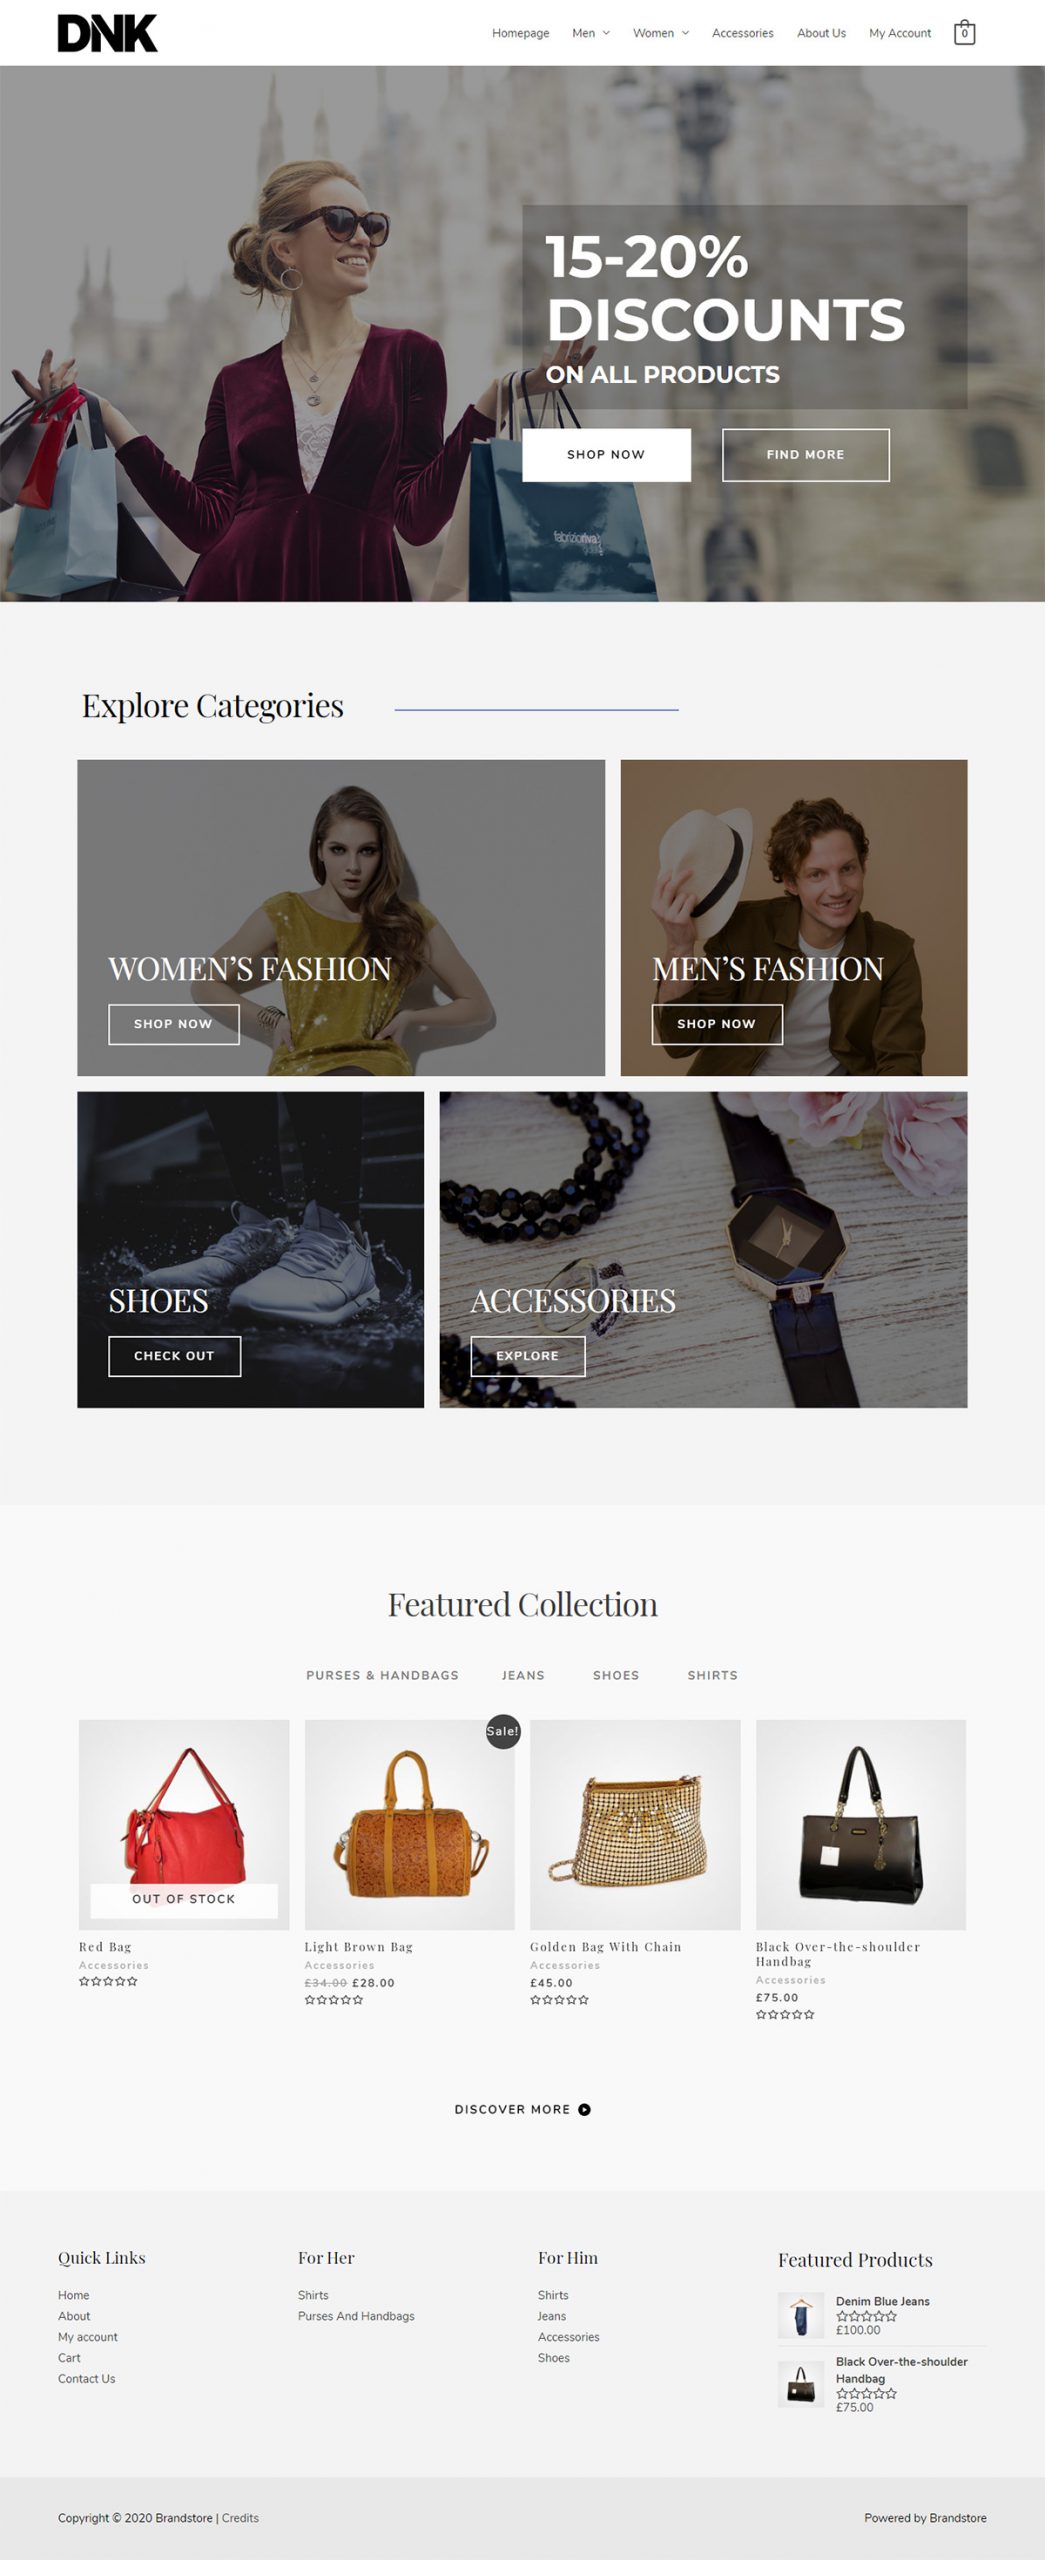 DNK
Homepage Men Women Accessories About Us My Account 0
15-20%
DISCOUNTS
ON ALL PRODUCTS
SHOP NOW FIND MORE
fabrizioriva
Explore Categories
WOMEN’S FASHION
SHOP NOW
MEN’S FASHION
SHOP NOW
SHOES
CHECK OUT
ACCESSORIES
EXPLORE
Featured Collection
PURSES & HANDBAGS JEANS SHOES SHIRTS
OUT OF STOCK
Red Bag
Accessories
Sale!
Light Brown Bag
Accessories
£34.00 £28.00
Golden Bag With Chain
Accessories
£45.00
Black Over-the-shoulder
Handbag
Accessories
£75.00
DISCOVER MORE
Quick Links
Home
About
My account
Cart
Contact Us
For Her
Shirts
Purses And Handbags
For Him
Shirts
Jeans
Accessories
Shoes
Featured Products
Denim Blue Jeans
£100.00
Black Over-the-shoulder
Handbag
£75.00
Copyright © 2020 Brandstore | Credits
Powered by Brandstore